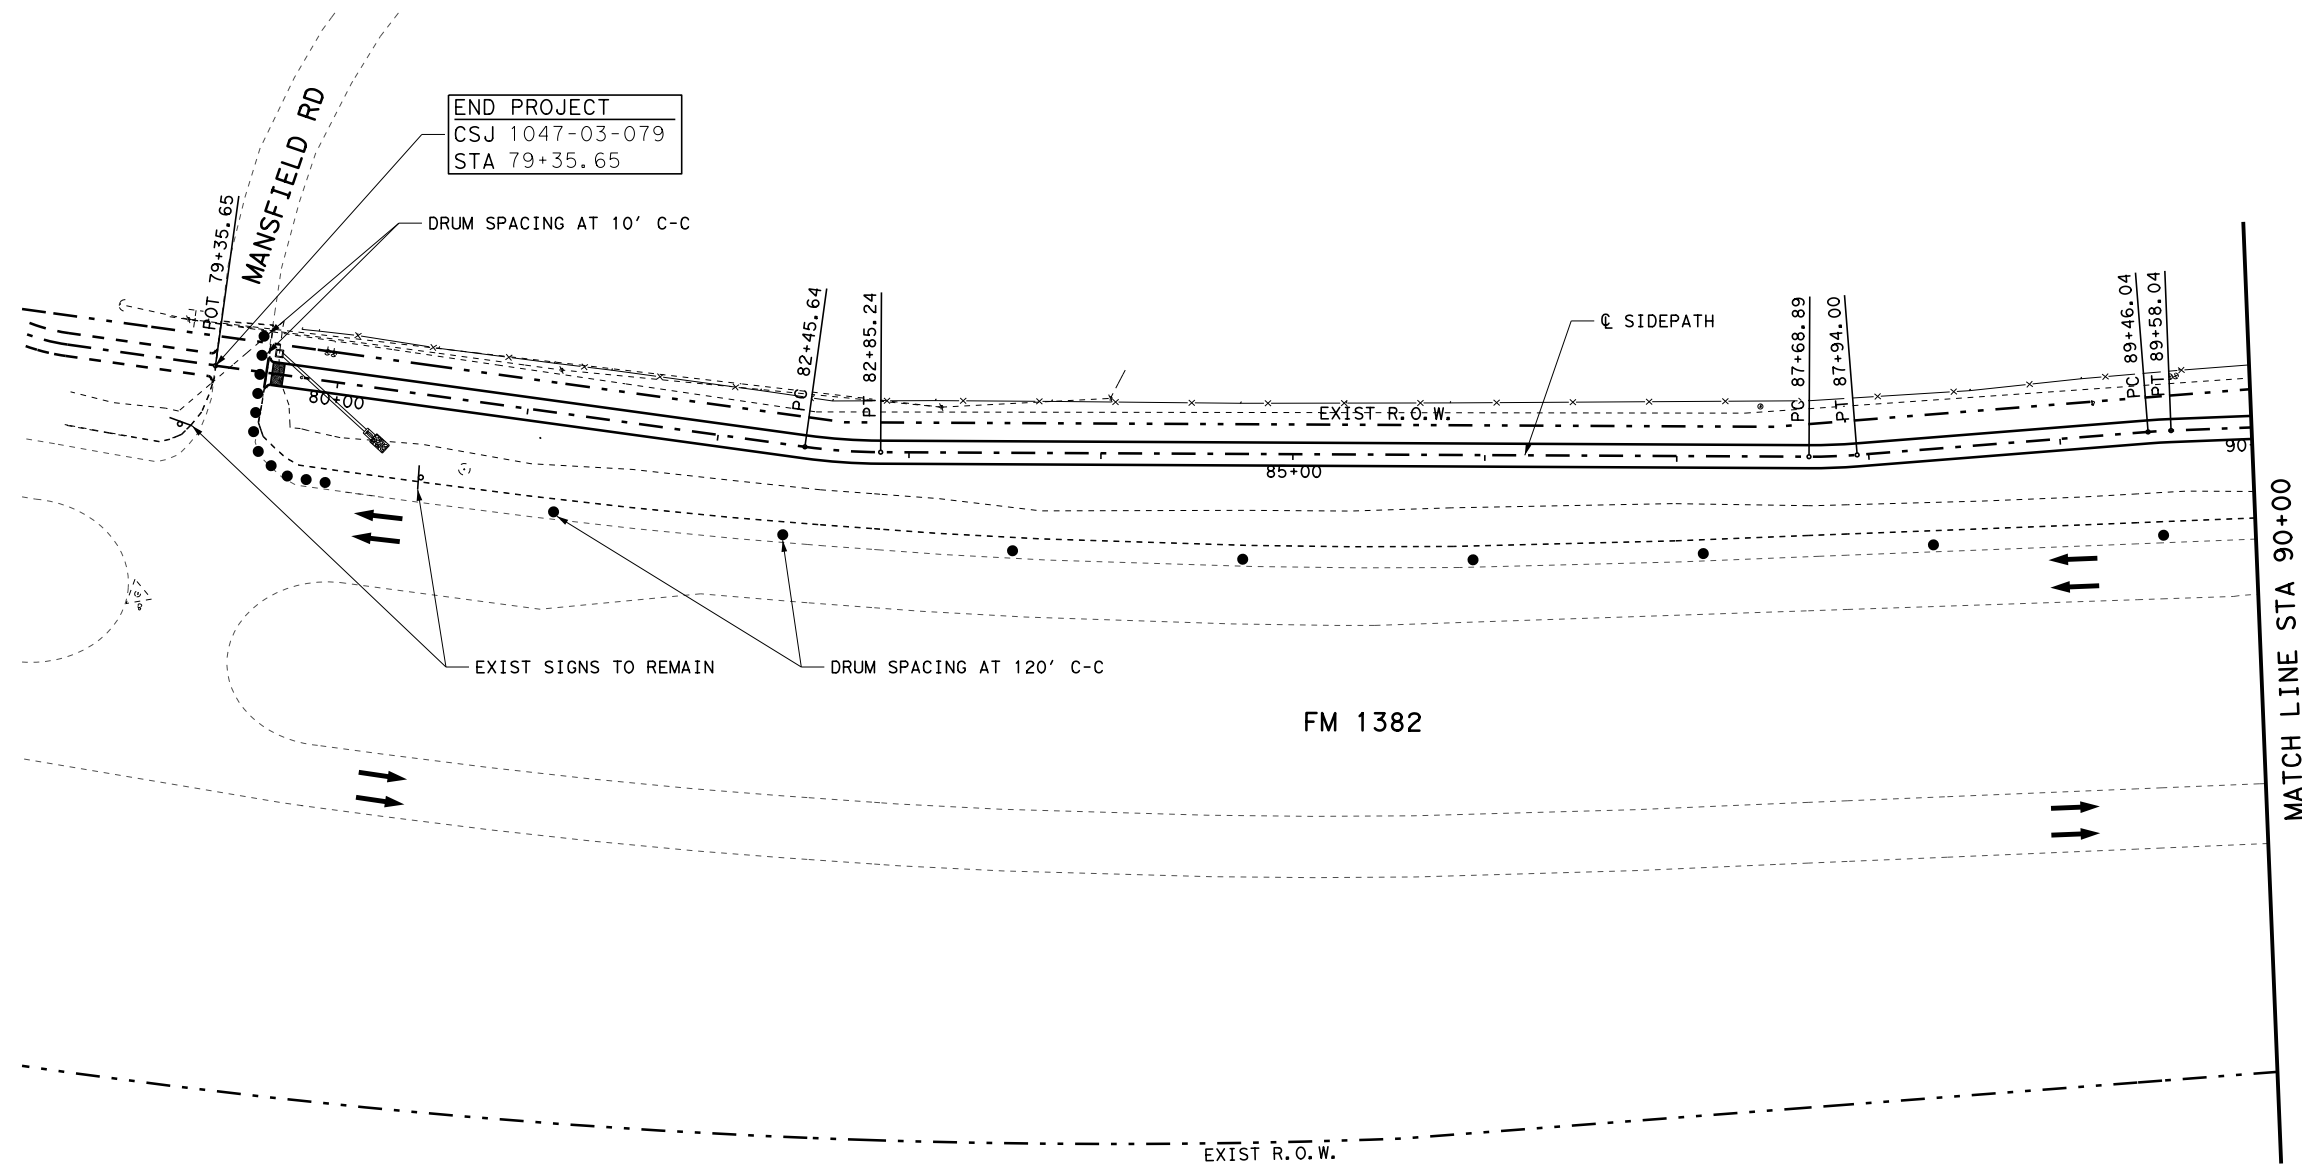 END PROJECT
CSJ 1047-03-079
STA 79+35.65
MANSFIELD RD
POT 79+35.65
DRUM SPACING AT 10' C-C
PC 82+45.64
PT 82+85.24
℄ SIDEPATH
PC 87+68.89
PT 87+94.00
PC 89+46.04
PT 89+58.04
80+00
EXIST R.O.W.
85+00
90
MATCH LINE STA 90+00
EXIST SIGNS TO REMAIN
DRUM SPACING AT 120' C-C
FM 1382
EXIST R.O.W.